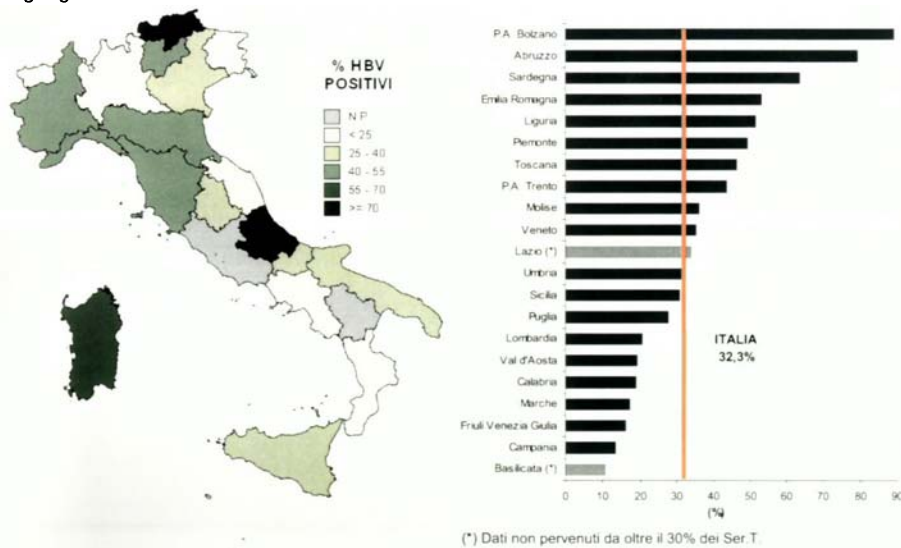 % HBV
POSITIVI
N P
< 25
25 - 40
40 - 55
55 - 70
>= 70
P.A. Bolzano
Abruzzo
Sardegna
Emilia Romagna
Liguria
Piemonte
Toscana
P.A. Trento
Molise
Veneto
Lazio (*)
Umbria
Sicilia
Puglia
Lombardia
Val d'Aosta
Calabria
Marche
Friuli Venezia Giulia
Campania
Basilicata (*)
ITALIA
32,3%
0 10 20 30 40 50 60 70 80 90
(%)
(*) Dati non pervenuti da oltre il 30% dei Ser.T.